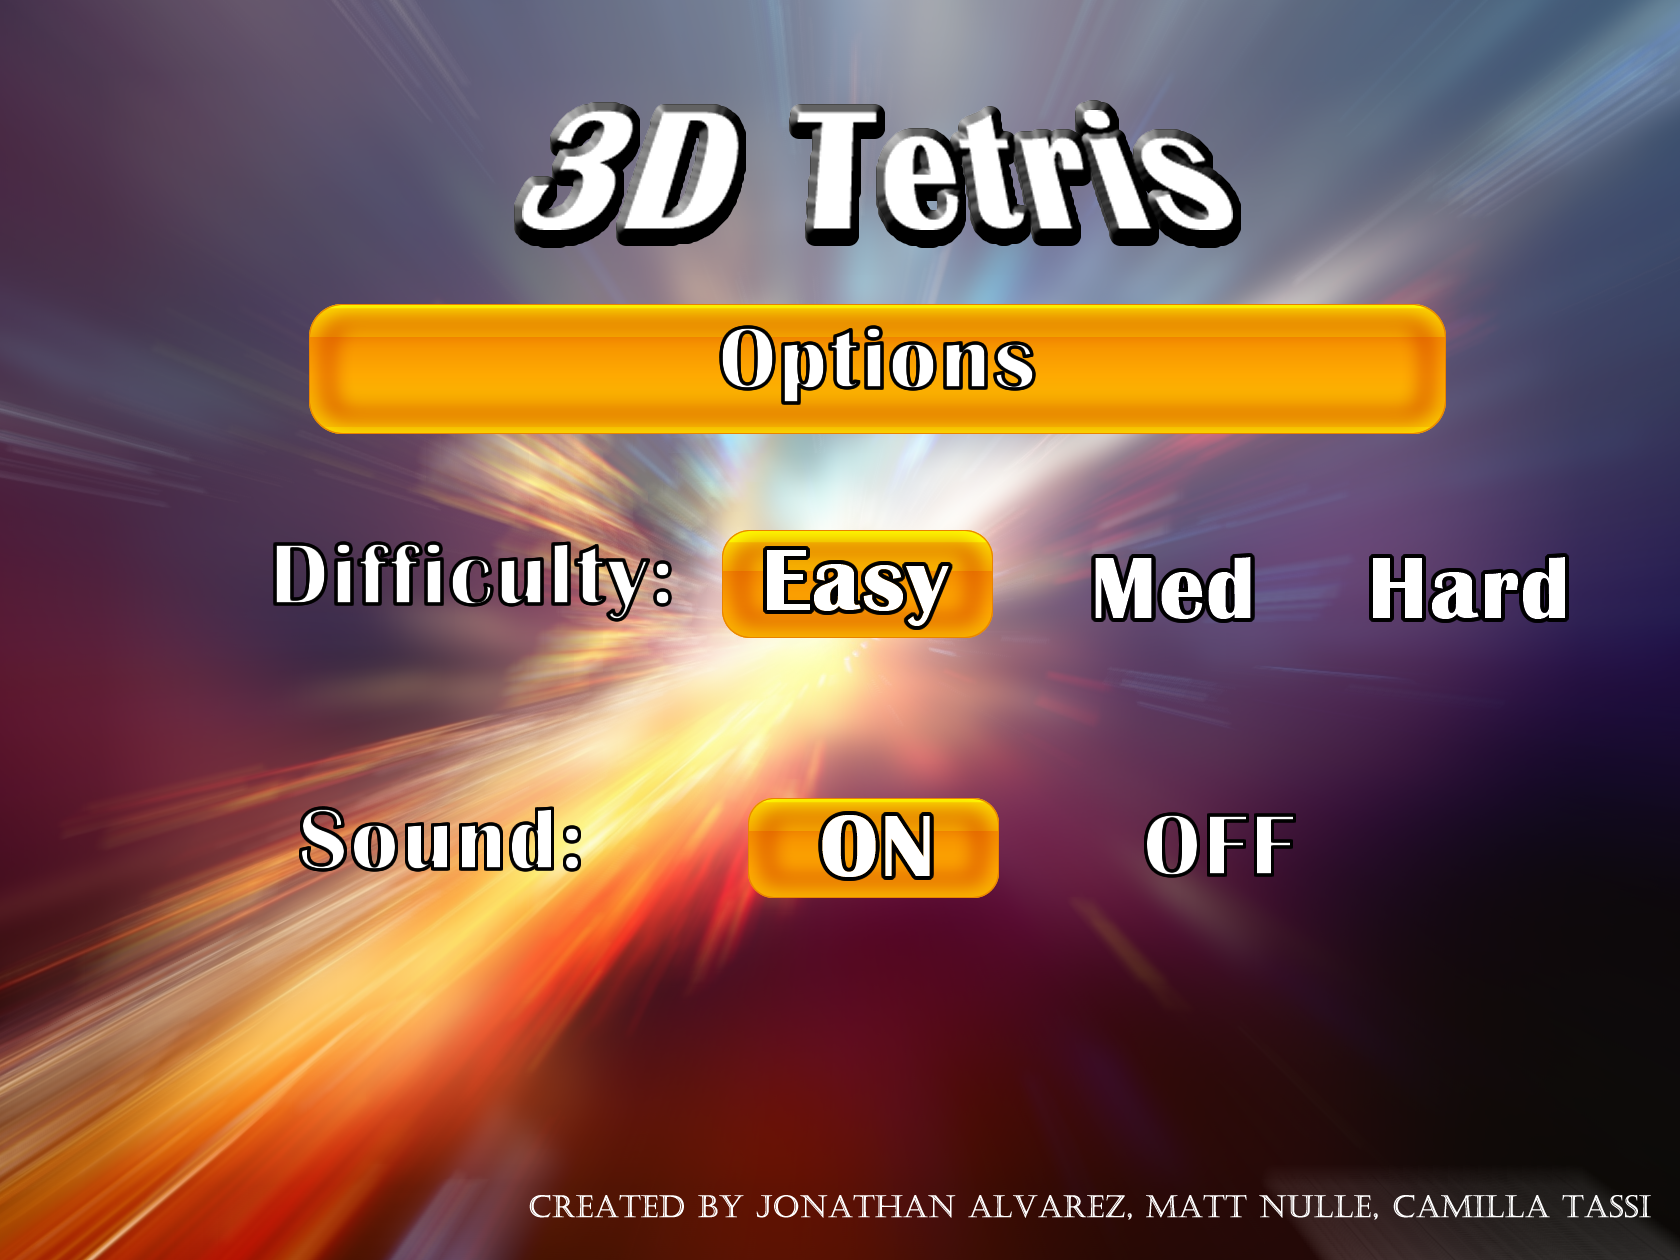 3D Tetris
Options
Difficulty: Easy Med Hard
Sound: ON OFF
CREATED BY JONATHAN ALVAREZ, MATT NULLE, CAMILLA TASSI